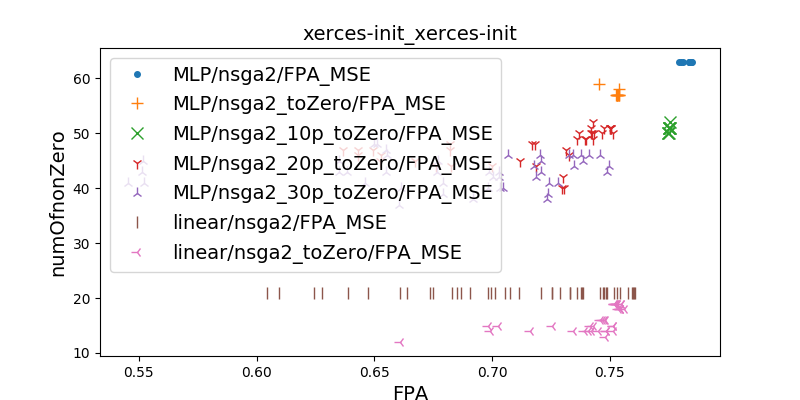 xerces-init_xerces-init
MLP/nsga2/FPA_MSE
MLP/nsga2_toZero/FPA_MSE
MLP/nsga2_10p_toZero/FPA_MSE
MLP/nsga2_20p_toZero/FPA_MSE
MLP/nsga2_30p_toZero/FPA_MSE
linear/nsga2/FPA_MSE
linear/nsga2_toZero/FPA_MSE
numOfnonZero
60
50
40
30
20
10
0.55 0.60 0.65 0.70 0.75
FPA